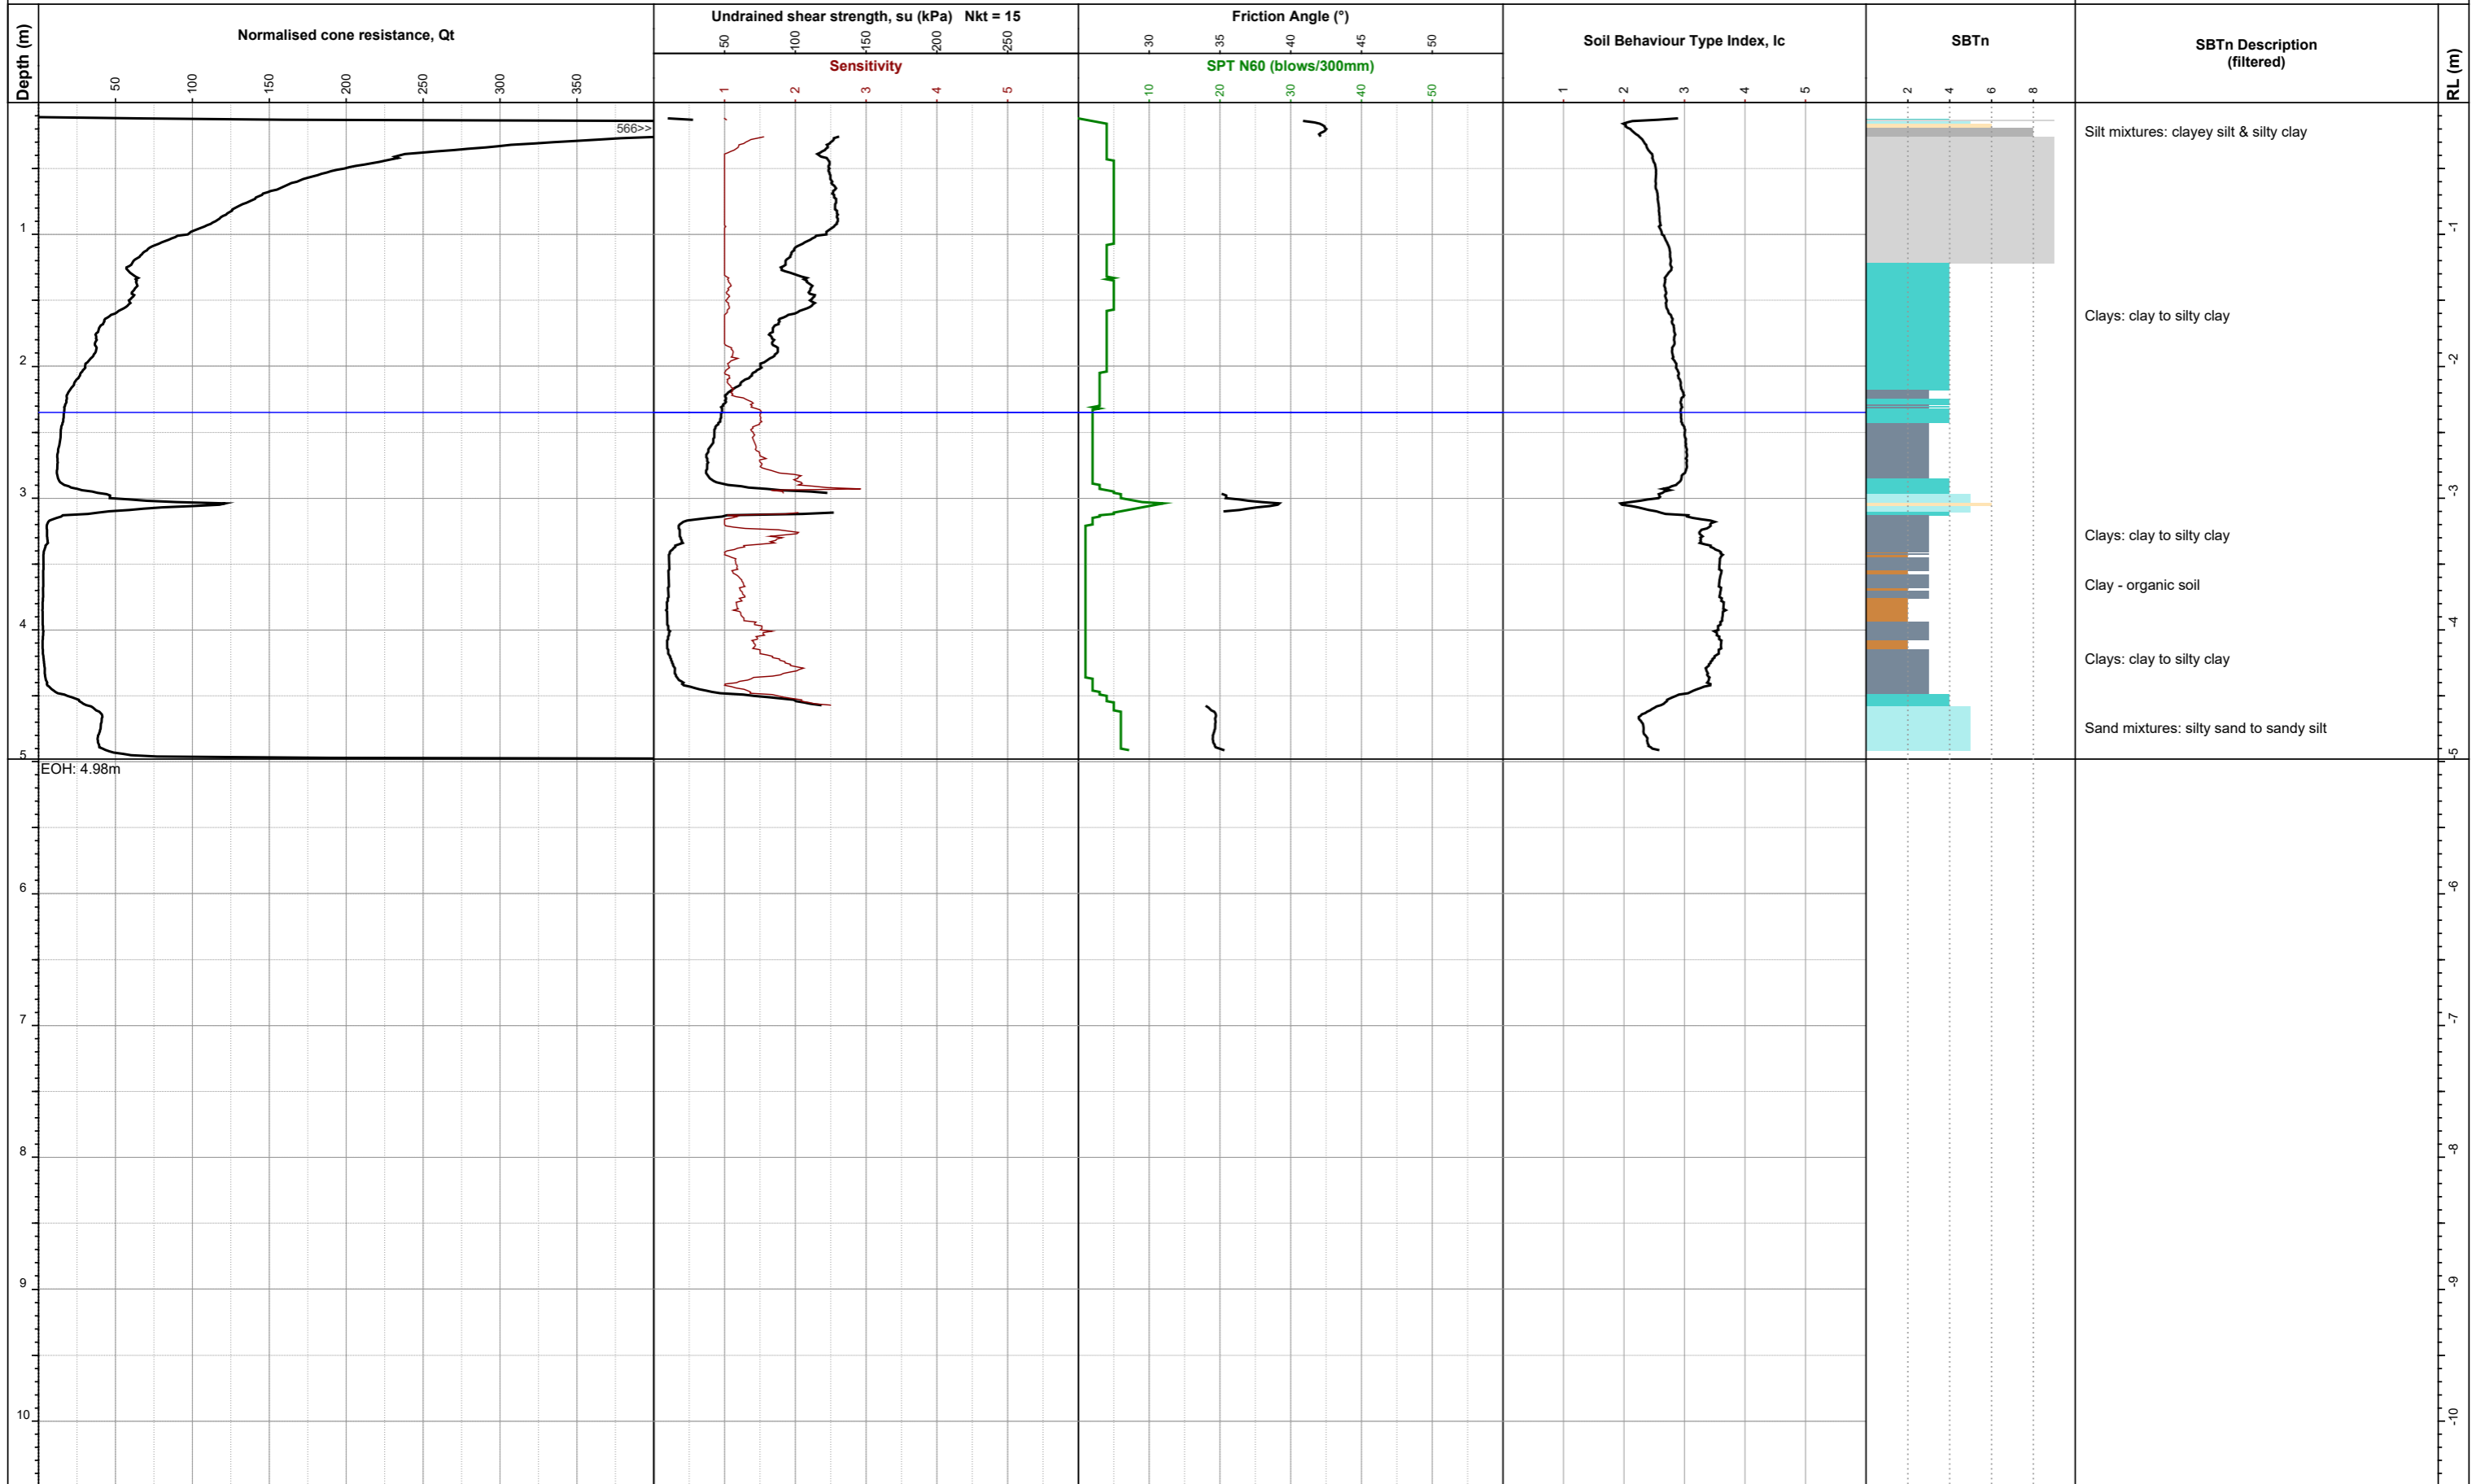 Depth (m)
Normalised cone resistance, Qt
50 100 150 200 250 300 350
Undrained shear strength, su (kPa) Nkt = 15
50 100 150 200 250
Sensitivity
1 2 3 4 5
Friction Angle (°)
30 35 40 45 50
SPT N60 (blows/300mm)
10 20 30 40 50
Soil Behaviour Type Index, Ic
1 2 3 4 5
SBTn
2 4 6 8
SBTn Description
(filtered)
RL (m)
566>>
Silt mixtures: clayey silt & silty clay
1 -1
Clays: clay to silty clay
2 -2
3 -3
Clays: clay to silty clay
Clay - organic soil
4 -4
Clays: clay to silty clay
Sand mixtures: silty sand to sandy silt
5 -5
EOH: 4.98m
6 -6
7 -7
8 -8
9 -9
10 -10